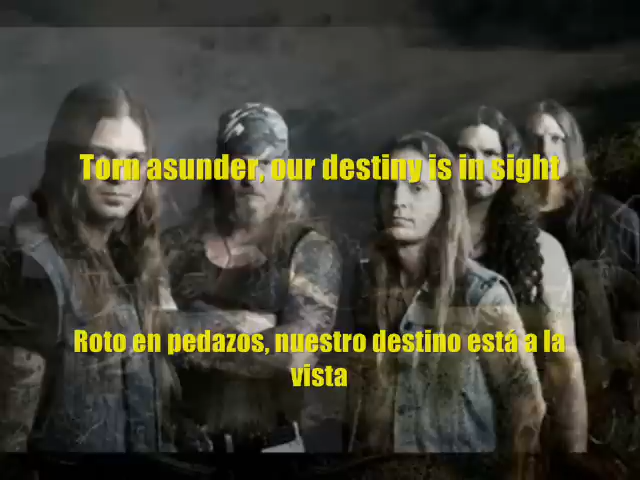 Torn asunder, our destiny is in sight
Roto en pedazos, nuestro destino está a la
vista